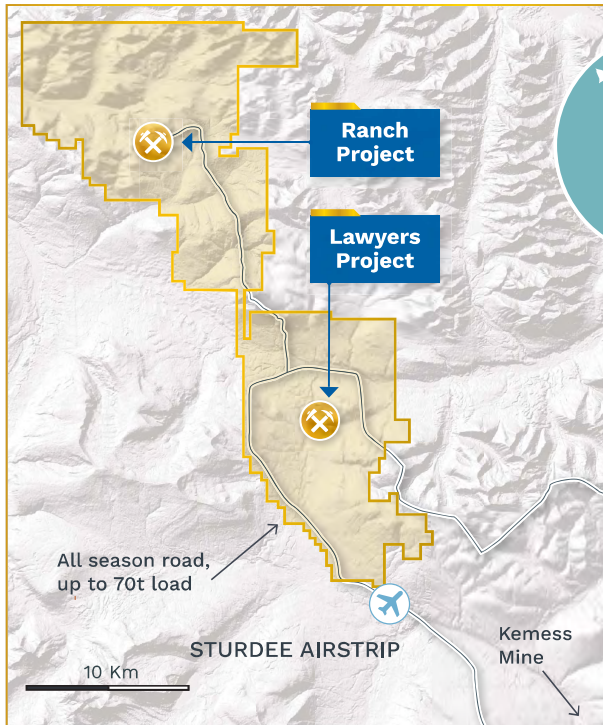 Ranch
Project
Lawyers
Project
All season road,
up to 70t load
STURDEE AIRSTRIP
Kemess
Mine
10 Km